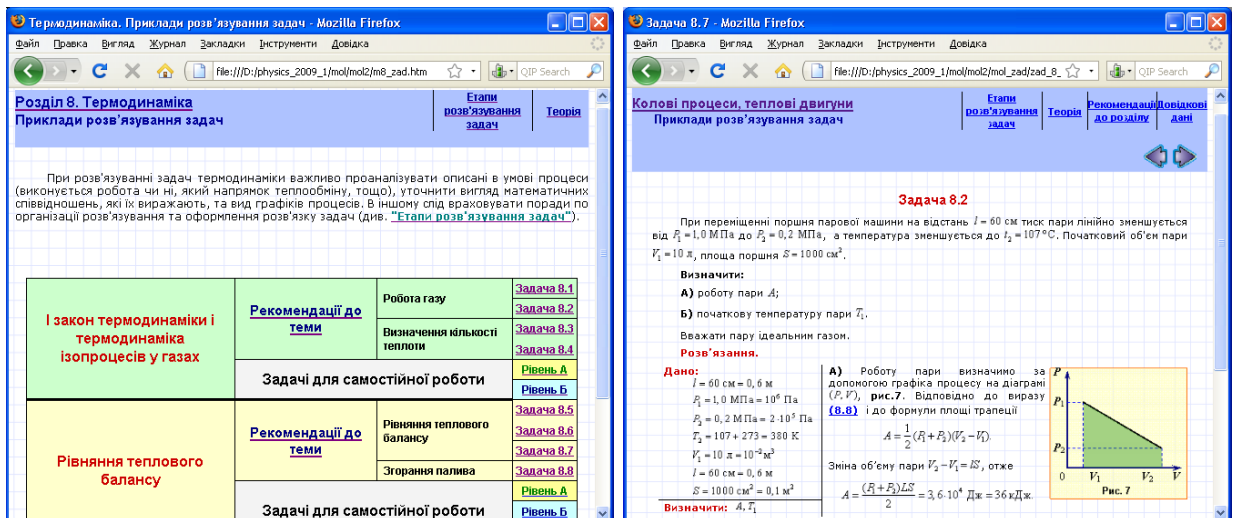 Термодинаміка. Приклади розв'язування задач - Mozilla Firefox
Файл Правка Вигляд Журнал Закладки Інструменти Довідка
file:///D:/physics_2009_1/mol/mol2/m8_zad.htm QIP Search
Розділ 8. Термодинаміка
Приклади розв'язування задач
Етапи розв'язування задач
Теорія
При розв'язуванні задач термодинаміки важливо проаналізувати описані в умові процеси
(виконується робота чи ні, який напрямок теплообміну, тощо), уточнити вигляд математичних
співвідношень, які їх виражають, та вид графіків процесів. В іншому слід враховувати поради по
організації розв'язування та оформлення розв'язку задач (див. "Етапи розв'язування задач").
І закон термодинаміки і
термодинаміка
ізопроцесів у газах
Рекомендації до
теми
Робота газу
Задача 8.1
Задача 8.2
Визначення кількості
теплоти
Задача 8.3
Задача 8.4
Задачі для самостійної роботи
Рівень А
Рівень Б
Рівняння теплового
балансу
Рекомендації до
теми
Рівняння теплового
балансу
Задача 8.5
Задача 8.6
Задача 8.7
Згорання палива
Задача 8.8
Задачі для самостійної роботи
Рівень А
Рівень Б
Задача 8.7 - Mozilla Firefox
Файл Правка Вигляд Журнал Закладки Інструменти Довідка
file:///D:/physics_2009_1/mol/mol2/mol_zad/zad_8_ QIP Search
Колові процеси, теплові двигуни
Приклади розв'язування задач
Етапи розв'язування задач
Теорія
Рекомендації до розділу
Довідкові дані
Задача 8.2
При переміщенні поршня парової машини на відстань l = 60 см тиск пари лінійно зменшується
від P₁ = 1,0 МПа до P₂ = 0,2 МПа, а температура зменшується до t₂ = 107 °С. Початковий об'єм пари
V₁ = 10 л, площа поршня S = 1000 см².
Визначити:
А) роботу пари A;
Б) початкову температуру пари T₁.
Вважати пару ідеальним газом.
Розв'язання.
Дано:
l = 60 см = 0,6 м
P₁ = 1,0 МПа = 10⁶ Па
P₂ = 0,2 МПа = 2·10⁵ Па
T₂ = 107 + 273 = 380 К
V₁ = 10 л = 10⁻² м³
l = 60 см = 0,6 м
S = 1000 см² = 0,1 м²
Визначити: A, T₁
А) Роботу пари визначимо за
допомогою графіка процесу на діаграмі
(P,V), рис.7. Відповідно до виразу
(8.8) і до формули площі трапеції
A = 1/2 (P₁ + P₂)(V₂ − V₁).
Зміна об'єму пари V₂ − V₁ = lS, отже
A = (P₁ + P₂)LS / 2 = 3,6·10⁴ Дж = 36 кДж.
P
P₁
P₂
0 V₁ V₂ V
Рис. 7